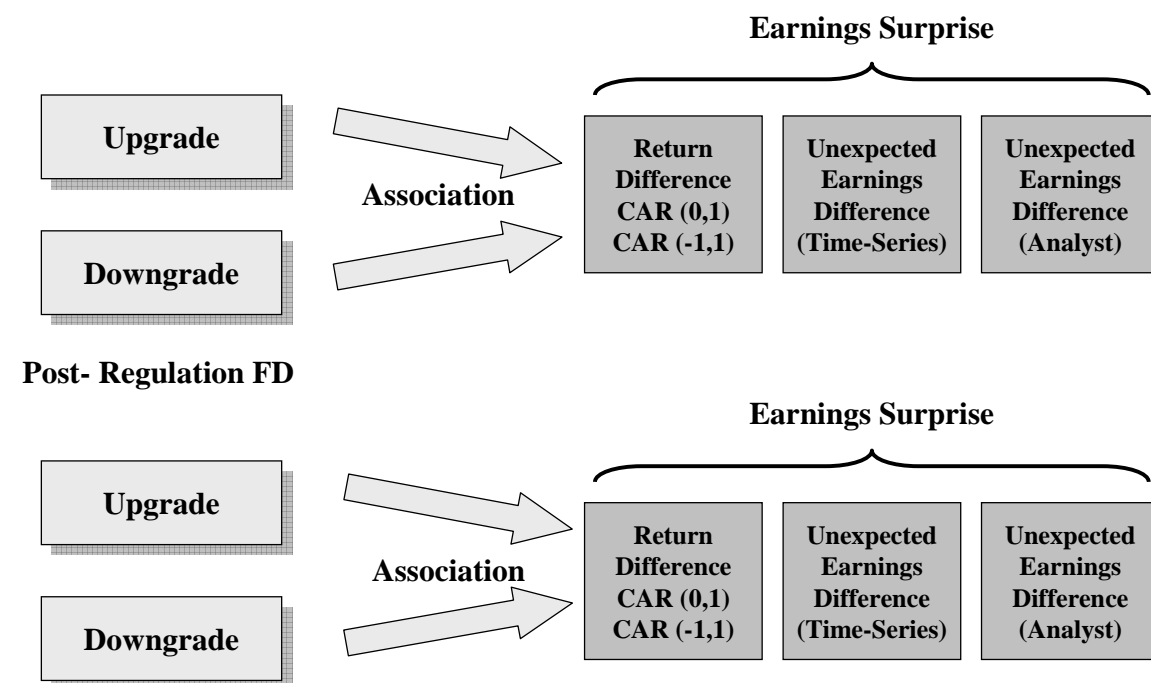 Earnings Surprise
Upgrade
Downgrade
Association
Return
Difference
CAR (0,1)
CAR (-1,1)
Unexpected
Earnings
Difference
(Time-Series)
Unexpected
Earnings
Difference
(Analyst)
Post- Regulation FD
Earnings Surprise
Upgrade
Downgrade
Association
Return
Difference
CAR (0,1)
CAR (-1,1)
Unexpected
Earnings
Difference
(Time-Series)
Unexpected
Earnings
Difference
(Analyst)